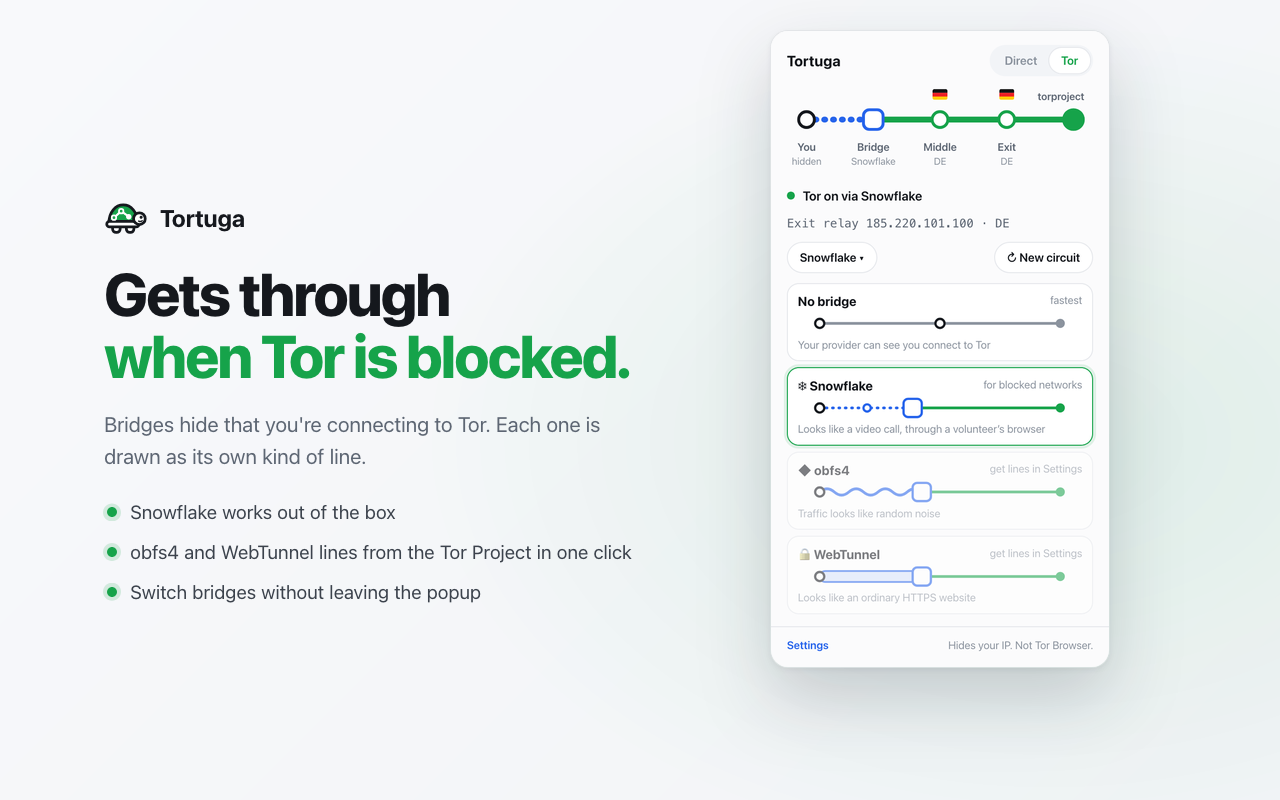 Tortuga
Gets through
when Tor is blocked.
Bridges hide that you're connecting to Tor. Each one is
drawn as its own kind of line.
Snowflake works out of the box
obfs4 and WebTunnel lines from the Tor Project in one click
Switch bridges without leaving the popup
Tortuga
Direct Tor
torproject
You Bridge Middle Exit
hidden Snowflake DE DE
Tor on via Snowflake
Exit relay 185.220.101.100 · DE
Snowflake ▾ ↻ New circuit
No bridge fastest
Your provider can see you connect to Tor
❄ Snowflake for blocked networks
Looks like a video call, through a volunteer’s browser
◆ obfs4 get lines in Settings
Traffic looks like random noise
🔒 WebTunnel get lines in Settings
Looks like an ordinary HTTPS website
Settings Hides your IP. Not Tor Browser.